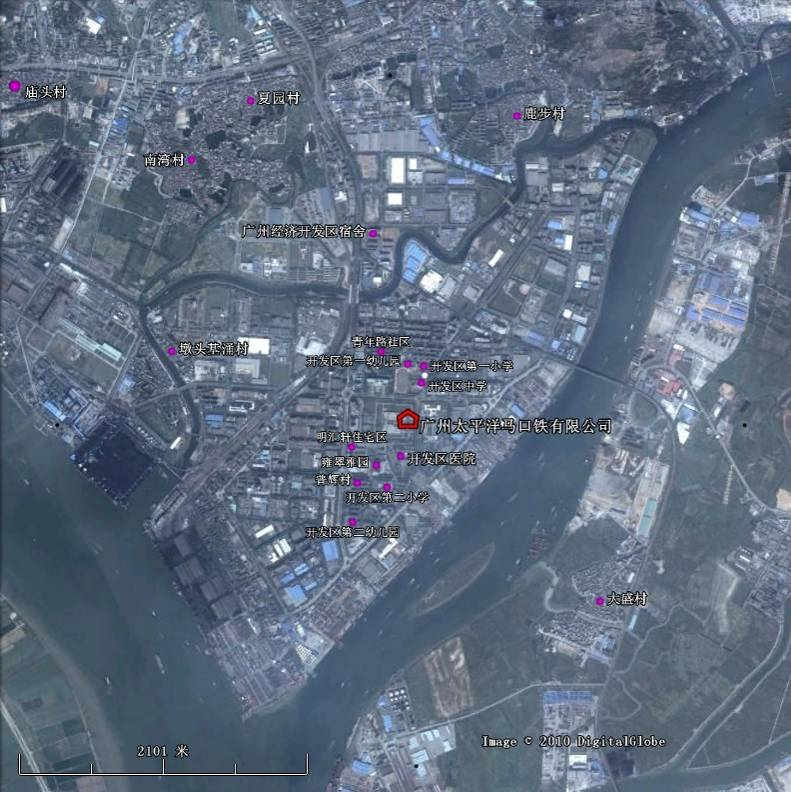 庙头村
夏园村
鹿步村
南湾村
广州经济开发区宿舍
青年路社区
墩头基涌村
开发区第一幼儿园
开发区第一小学
开发区中学
广州太平洋马口铁有限公司
明汇轩住宅区
雍翠雅园
开发区医院
普辉村
开发区第二小学
开发区第二幼儿园
大盛村
Image © 2010 DigitalGlobe
2101 米